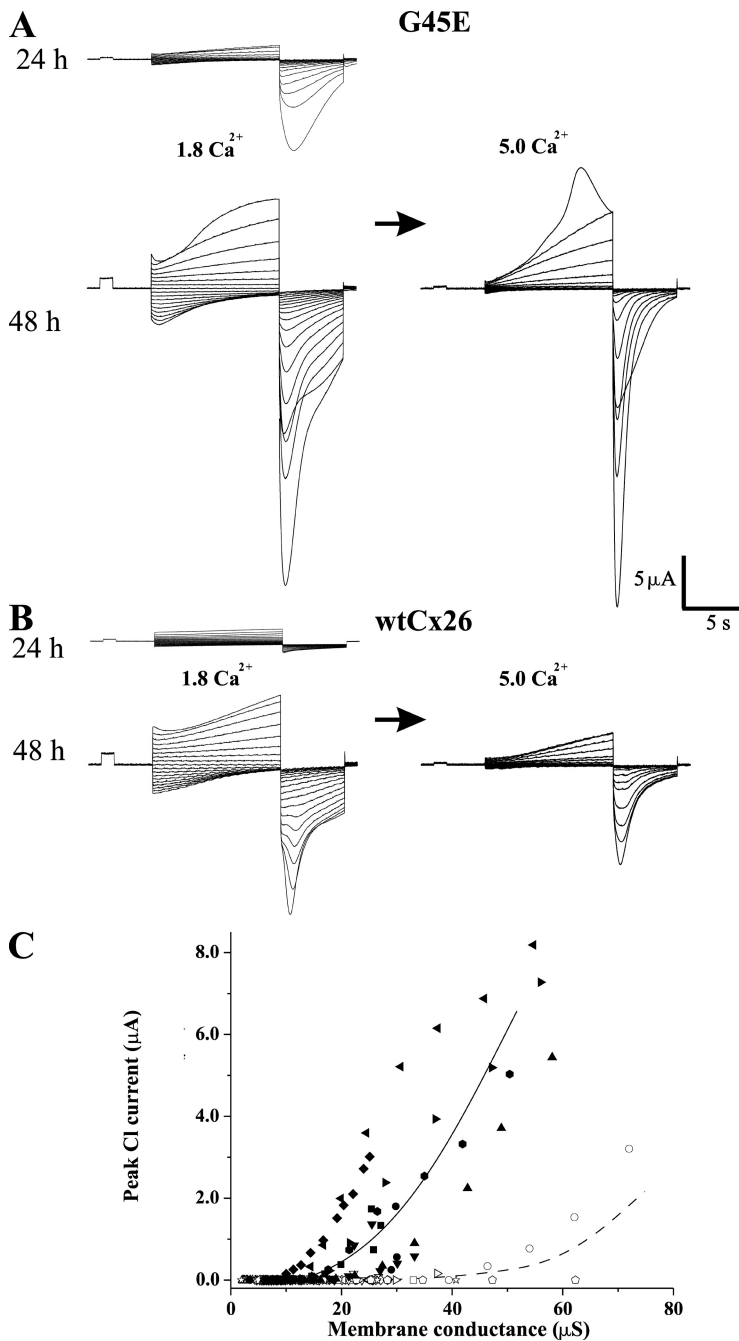 A
G45E
24 h
1.8 Ca2+
5.0 Ca2+
48 h
5 μA
5 s
B
wtCx26
24 h
1.8 Ca2+
5.0 Ca2+
48 h
C
8.0
6.0
4.0
2.0
0.0
Peak Cl current (μA)
0
20
40
60
80
Membrane conductance (μS)